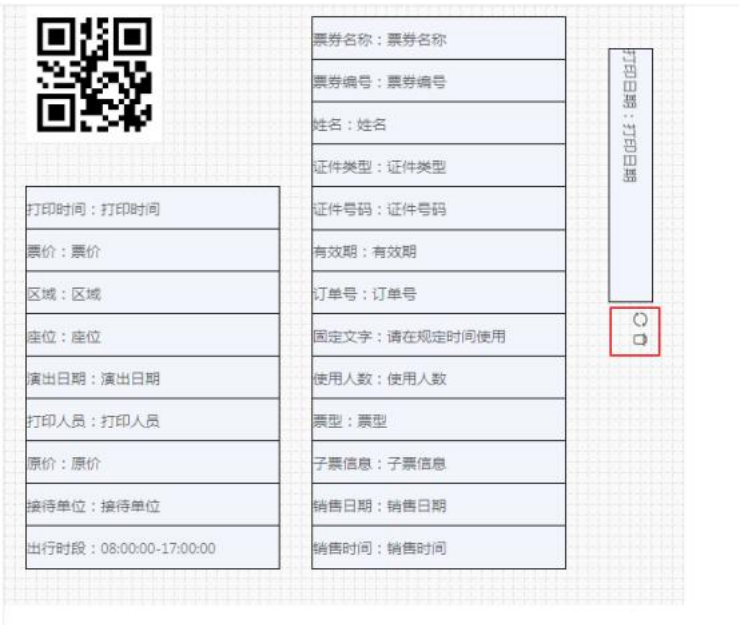 票券名称：票券名称
票券编号：票券编号
姓名：姓名
证件类型：证件类型
打印日期：打印日期
打印时间：打印时间
证件号码：证件号码
票价：票价
有效期：有效期
区域：区域
订单号：订单号
座位：座位
固定文字：请在规定时间使用
演出日期：演出日期
使用人数：使用人数
打印人员：打印人员
票型：票型
原价：原价
子票信息：子票信息
接待单位：接待单位
销售日期：销售日期
出行时段：08:00:00-17:00:00
销售时间：销售时间